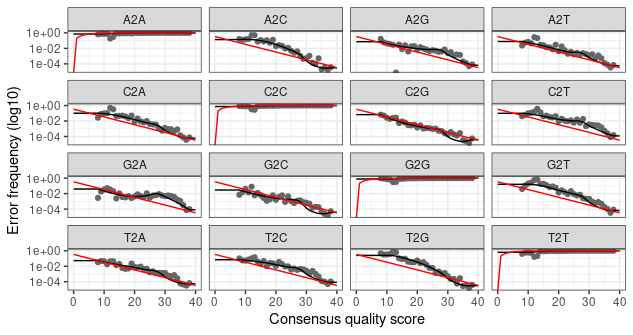 A2A A2C A2G A2T
1e+00
1e-02
1e-04
C2A C2C C2G C2T
1e+00
1e-02
1e-04
G2A G2C G2G G2T
1e+00
1e-02
1e-04
T2A T2C T2G T2T
1e+00
1e-02
1e-04
0 10 20 30 40 0 10 20 30 40 0 10 20 30 40 0 10 20 30 40
Consensus quality score
Error frequency (log10)